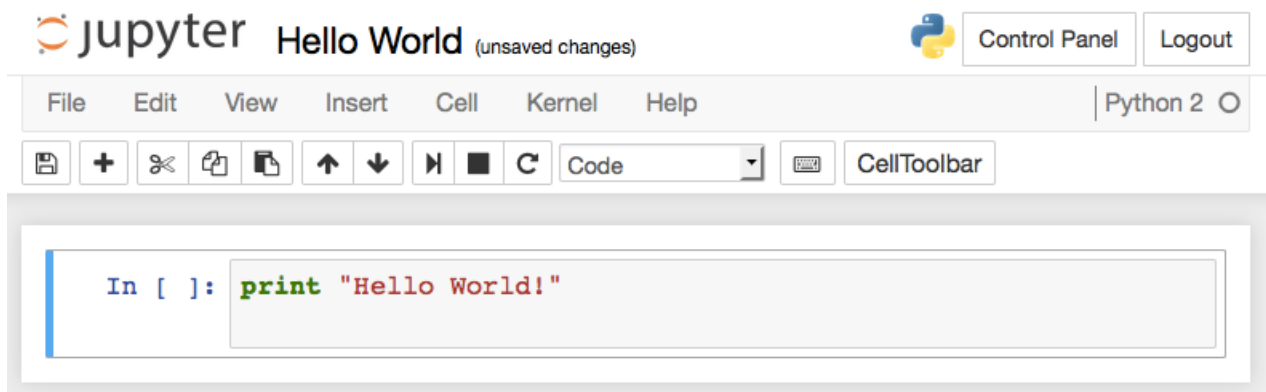 jupyter Hello World (unsaved changes) Control Panel Logout
File Edit View Insert Cell Kernel Help Python 2
Code CellToolbar
In [ ]: print "Hello World!"